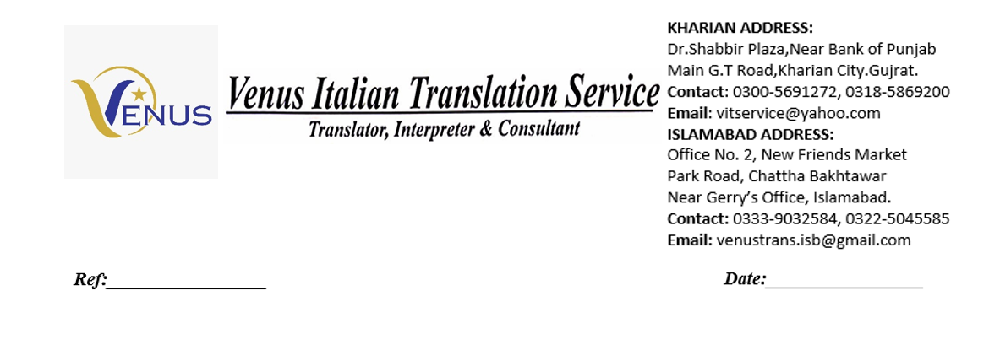 VENUS
Venus Italian Translation Service
Translator, Interpreter & Consultant
KHARIAN ADDRESS:
Dr.Shabbir Plaza,Near Bank of Punjab
Main G.T Road,Kharian City.Gujrat.
Contact: 0300-5691272, 0318-5869200
Email: vitservice@yahoo.com
ISLAMABAD ADDRESS:
Office No. 2, New Friends Market
Park Road, Chattha Bakhtawar
Near Gerry’s Office, Islamabad.
Contact: 0333-9032584, 0322-5045585
Email: venustrans.isb@gmail.com
Ref:__________________ Date:__________________